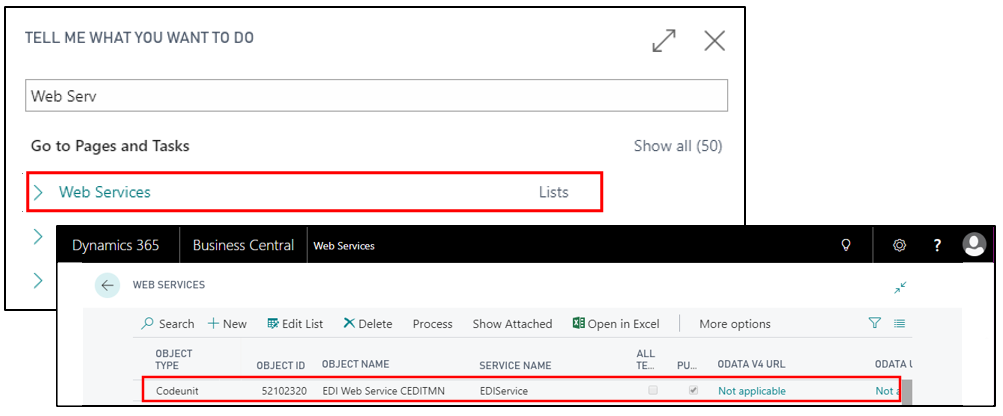 TELL ME WHAT YOU WANT TO DO
Web Serv
Go to Pages and Tasks Show all (50)
Web Services Lists
Dynamics 365 Business Central Web Services ?
WEB SERVICES
Search + New Edit List Delete Process Show Attached Open in Excel More options
OBJECT TYPE OBJECT ID OBJECT NAME SERVICE NAME ALL TE... PU... ODATA V4 URL ODATA U
Codeunit 52102320 EDI Web Service CEDITMN EDIService Not applicable Not a